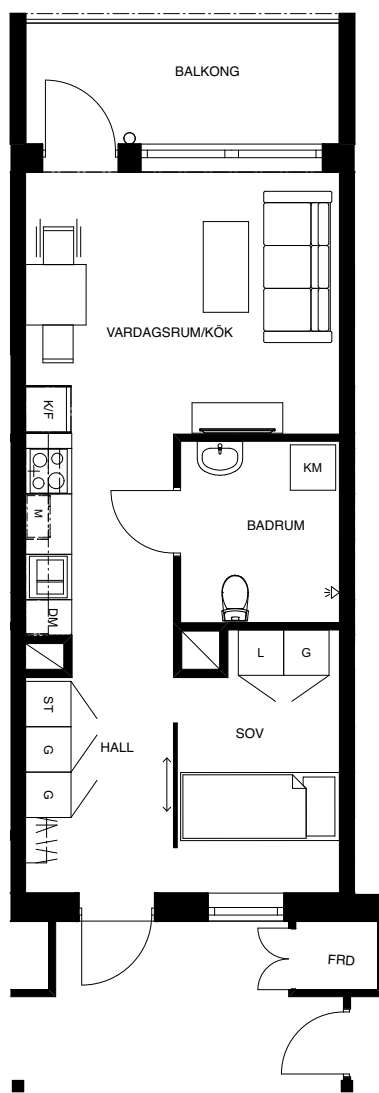 BALKONG
VARDAGSRUM/KÖK
K/F
KM
M
BADRUM
DM
L G
ST
SOV
HALL
G
G
FRD